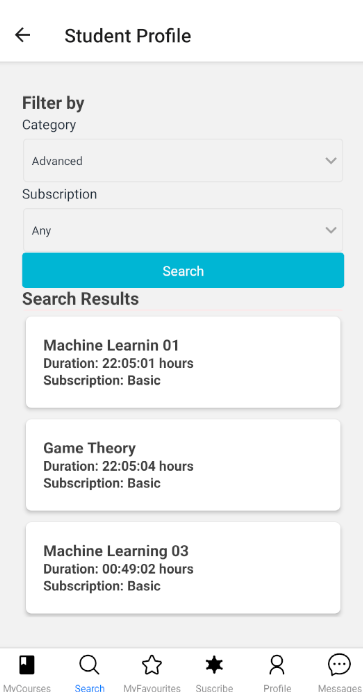 Student Profile
Filter by
Category
Advanced
Subscription
Any
Search
Search Results
Machine Learnin 01
Duration: 22:05:01 hours
Subscription: Basic
Game Theory
Duration: 22:05:04 hours
Subscription: Basic
Machine Learning 03
Duration: 00:49:02 hours
Subscription: Basic
MyCourses Search MyFavourites Suscribe Profile Messages